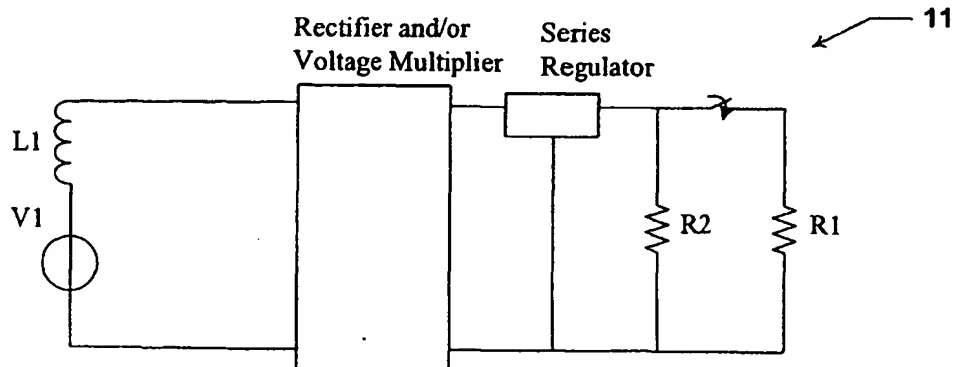 Rectifier and/or
Voltage Multiplier
Series
Regulator
11
L1
V1
R2
R1